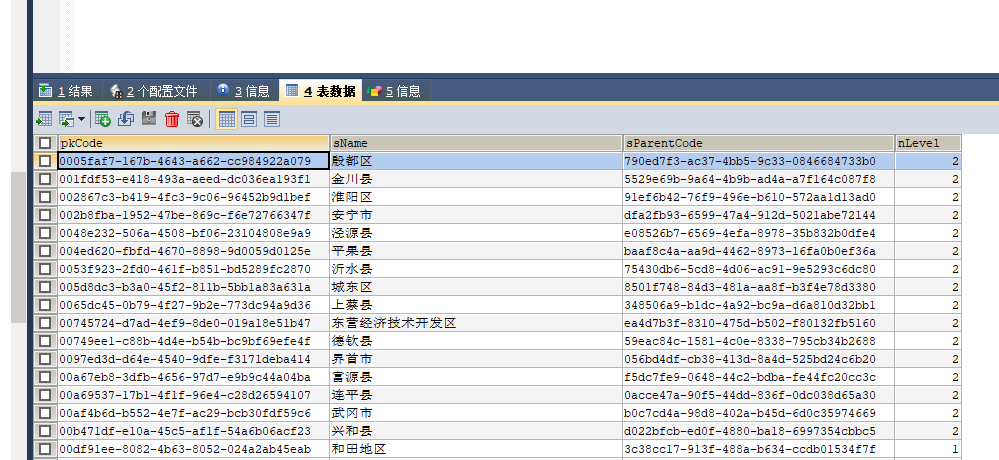 1 结果 2 个配置文件 3 信息 4 表数据 5 信息
pkCode sName sParentCode nLevel
0005faf7-167b-4643-a662-cc984922a079 殷都区 790ed7f3-ac37-4bb5-9c33-0846684733b0 2
001fdf53-e418-493a-aeed-dc036ea193f1 金川县 5529e69b-9a64-4b9b-ad4a-a7f164c087f8 2
002867c3-b419-4fc3-9c06-96452b9d1bef 淮阳区 91ef6b42-76f9-496e-b610-572aa1d13ad0 2
002b8fba-1952-47be-869c-f6e72766347f 安宁市 dfa2fb93-6599-47a4-912d-5021abe72144 2
0048e232-506a-4508-bf06-23104808e9a9 泾源县 e08526b7-6569-4efa-8978-35b832b0dfe4 2
004ed620-fbfd-4670-8898-9d0059d0125e 平果县 baaf8c4a-aa9d-4462-8973-16fa0b0ef36a 2
0053f923-2fd0-461f-b851-bd5289fc2870 沂水县 75430db6-5cd8-4d06-ac91-9e5293c6dc80 2
005d8dc3-b3a0-45f2-811b-5bb1a83a631a 城东区 8501f748-84d3-481a-aa8f-b3f4e78d3380 2
0065dc45-0b79-4f27-9b2e-773dc94a9d36 上蔡县 348506a9-b1dc-4a92-bc9a-d6a810d32bb1 2
00745724-d7ad-4ef9-8de0-019a18e51b47 东营经济技术开发区 ea4d7b3f-8310-475d-b502-f80132fb5160 2
00749ee1-c88b-4d4e-b54b-bc9bf69efe4f 德钦县 59eac84c-1581-4c0e-8338-795cb34b2688 2
0097ed3d-d64e-4540-9dfe-f3171deba414 界首市 056bd4df-cb38-413d-8a4d-525bd24c6b20 2
00a67eb8-3dfb-4656-97d7-e9b9c44a04ba 富源县 f5dc7fe9-0648-44c2-bdba-fe44fc20cc3c 2
00a69537-17b1-4f1f-96e4-c28d26594107 连平县 0acce47a-90f5-44dd-836f-0dc038d65a30 2
00af4b6d-b552-4e7f-ac29-bcb30fdf59c6 武冈市 b0c7cd4a-98d8-402a-b45d-6d0c35974669 2
00b471df-e10a-45c5-af1f-54a6b06acf23 兴和县 d022bfcb-ed0f-4880-ba18-6997354cbbc5 2
00df91ee-8082-4b63-8052-024a2ab45eab 和田地区 3c38cc17-913f-488a-b634-ccdb01534f7f 1